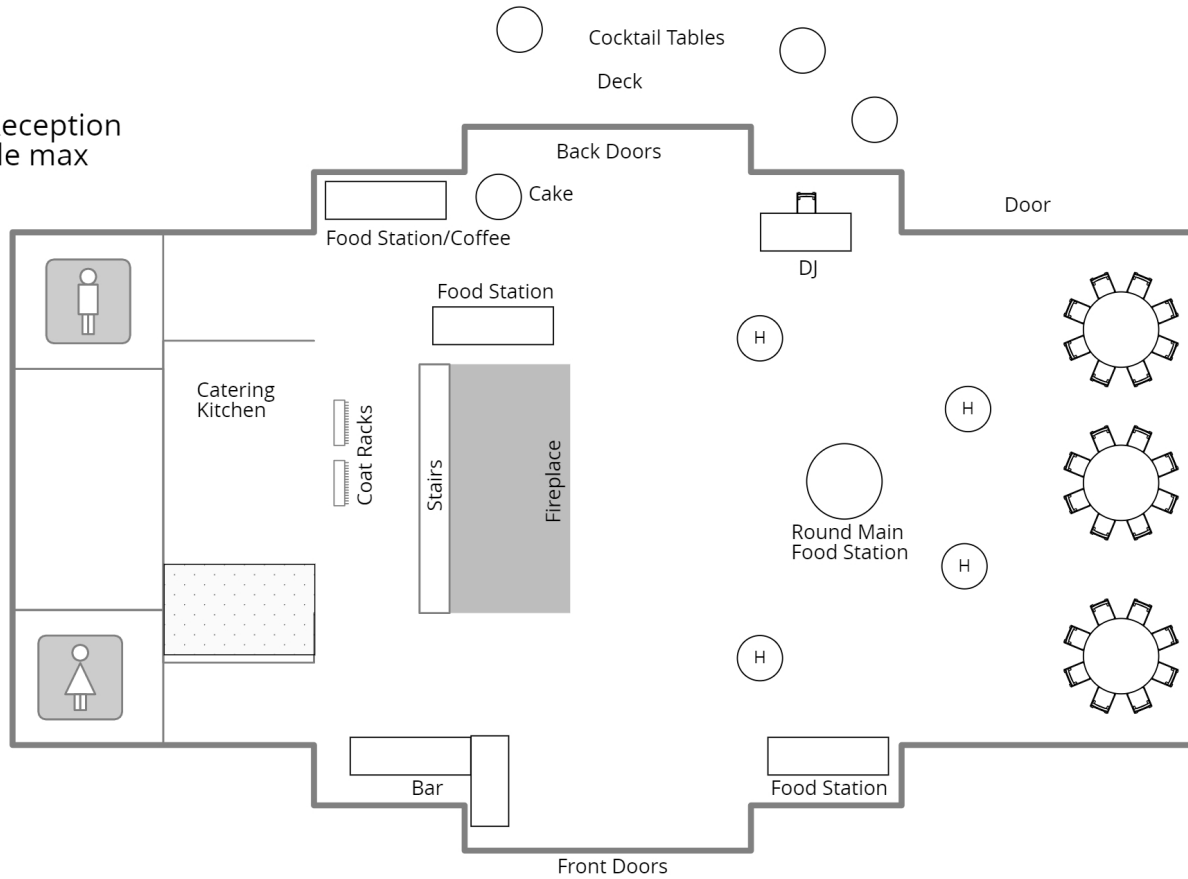 Cocktail Tables
Deck
eception
le max
Back Doors
Cake
Door
Food Station/Coffee
DJ
Food Station
H
Catering
Kitchen
H
Coat Racks
Stairs
Fireplace
Round Main
Food Station
H
H
Bar
Food Station
Front Doors